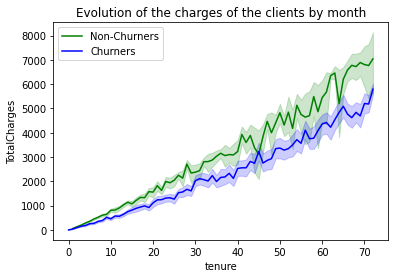 Evolution of the charges of the clients by month
Non-Churners
Churners
TotalCharges
8000
7000
6000
5000
4000
3000
2000
1000
0
0 10 20 30 40 50 60 70
tenure